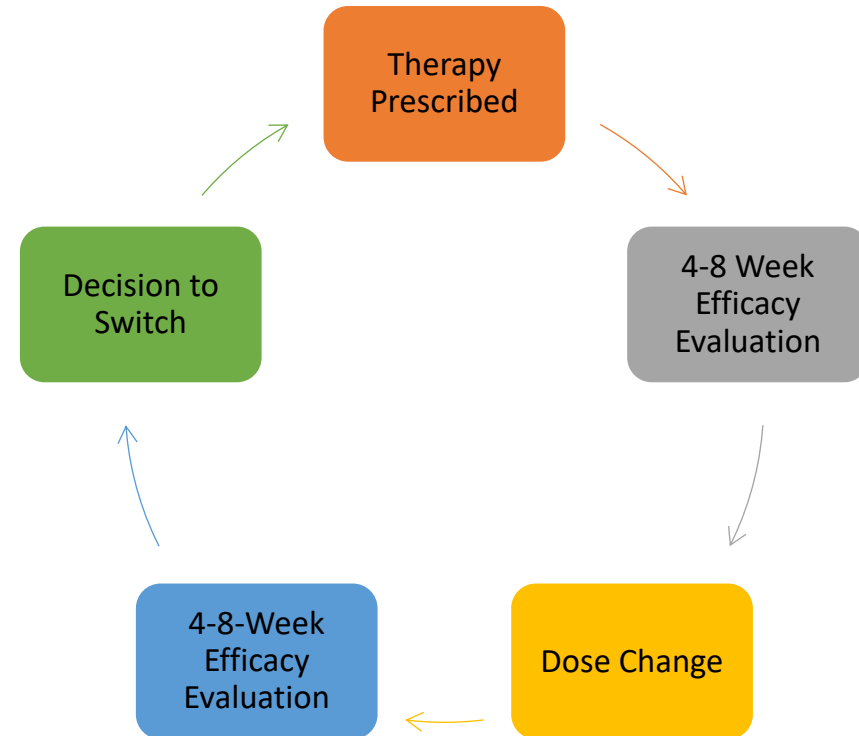 Therapy
Prescribed
4-8 Week
Efficacy
Evaluation
Dose Change
4-8-Week
Efficacy
Evaluation
Decision to
Switch